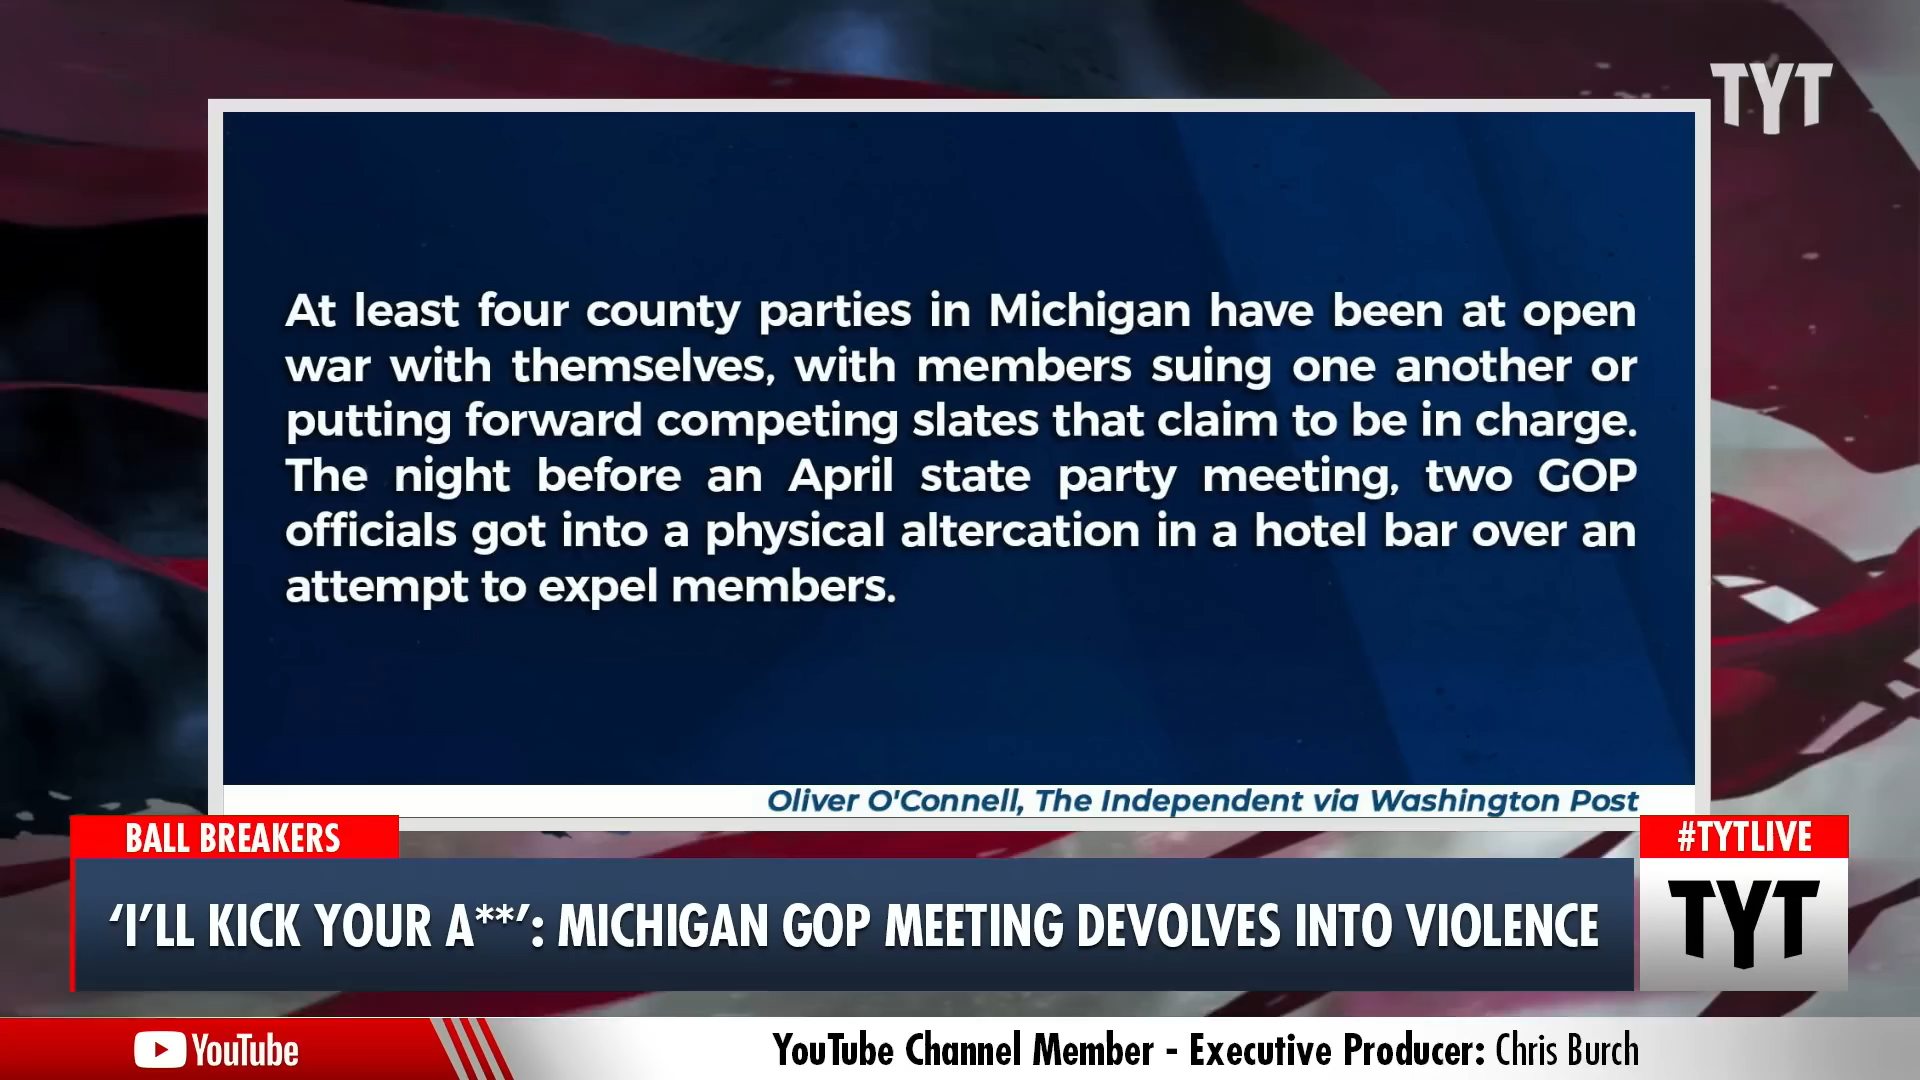 TYT
At least four county parties in Michigan have been at open
war with themselves, with members suing one another or
putting forward competing slates that claim to be in charge.
The night before an April state party meeting, two GOP
officials got into a physical altercation in a hotel bar over an
attempt to expel members.
Oliver O'Connell, The Independent via Washington Post
BALL BREAKERS
#TYTLIVE
‘I’LL KICK YOUR A**’: MICHIGAN GOP MEETING DEVOLVES INTO VIOLENCE
TYT
YouTube
YouTube Channel Member - Executive Producer: Chris Burch